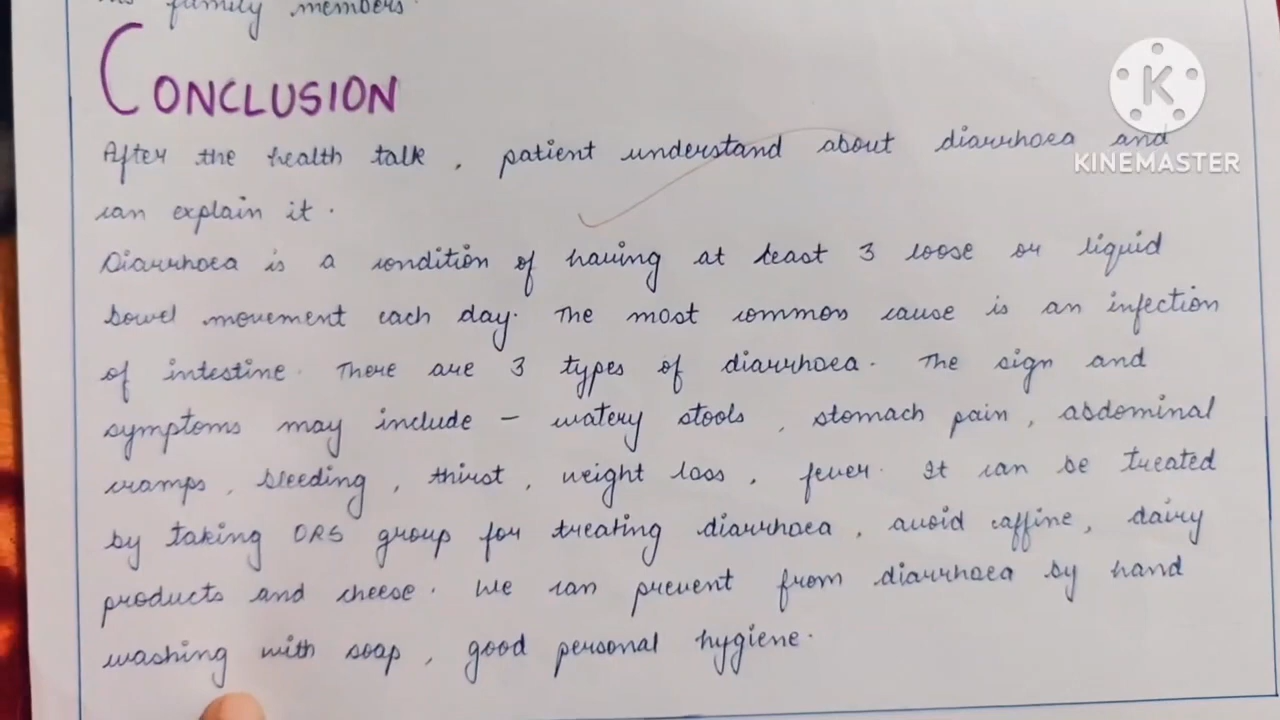 his family members.
CONCLUSION
After the health talk, patient understand about diarrhoea and
can explain it.
Diarrhoea is a condition of having at least 3 loose or liquid
bowel movement each day. The most common cause is an infection
of intestine. There are 3 types of diarrhoea. The sign and
symptoms may include - watery stools, stomach pain, abdominal
cramps, bleeding, thirst, weight loss, fever. It can be treated
by taking ORS group for treating diarrhoea, avoid caffine, dairy
products and cheese. We can prevent from diarrhoea by hand
washing with soap, good personal hygiene.
K
KINEMASTER